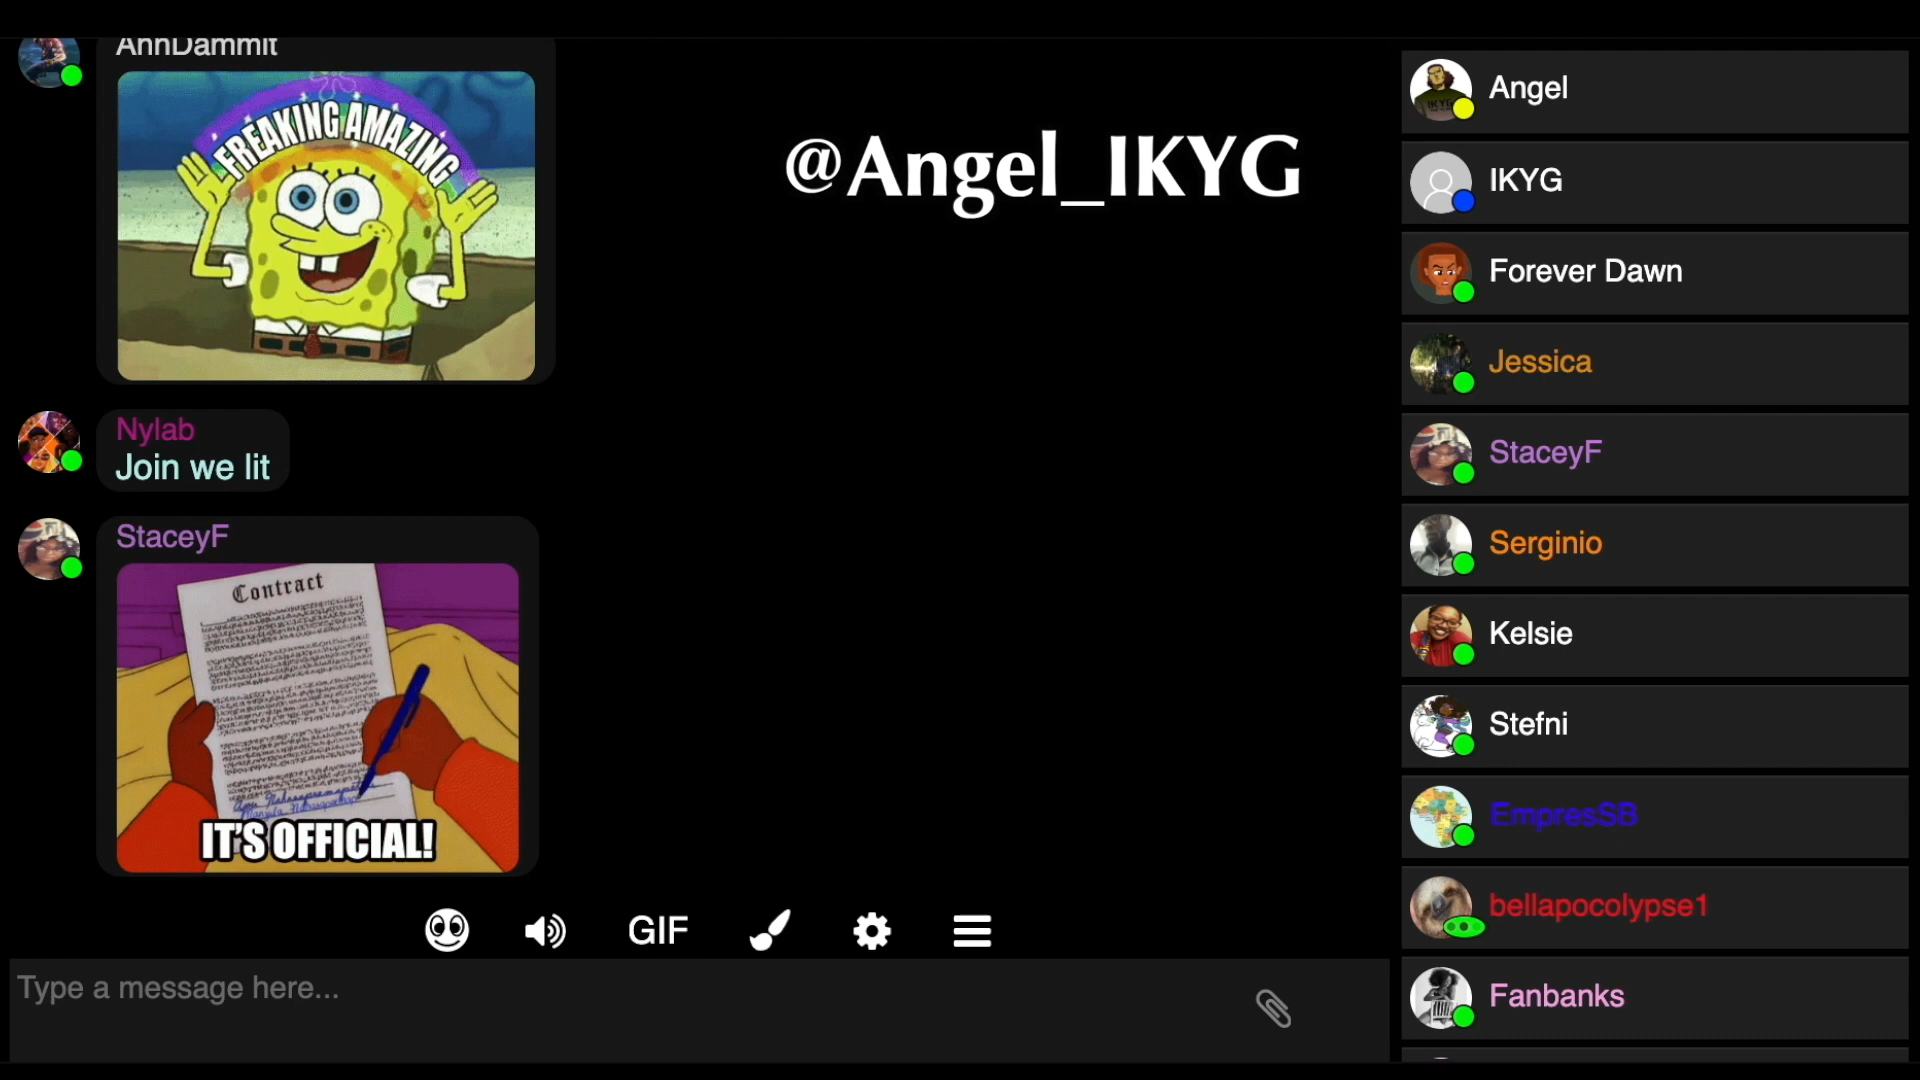 AnnDammit
FREAKING AMAZING
Nylab
Join we lit
StaceyF
Contract
IT'S OFFICIAL!
GIF
Type a message here...
@Angel_IKYG
Angel
IKYG
Forever Dawn
Jessica
StaceyF
Serginio
Kelsie
Stefni
EmpresSB
bellapocolypse1
Fanbanks